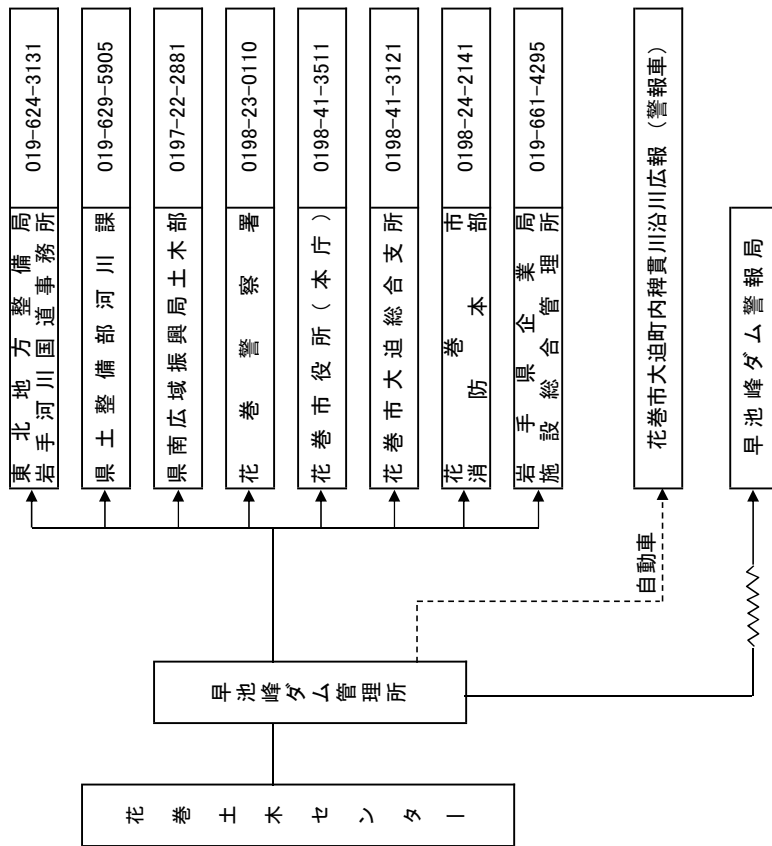 花巻土木センター
早池峰ダム管理所
東北地方整備局
岩手河川国道事務所
019-624-3131
県土整備部河川課
019-629-5905
県南広域振興局土木部
0197-22-2881
花巻警察署
0198-23-0110
花巻市役所(本庁)
0198-41-3511
花巻市大迫総合支所
0198-41-3121
花巻市
消防本部
0198-24-2141
岩手県企業局
施設総合管理所
019-661-4295
自動車
花巻市大迫町内稗貫川沿川広報(警報車)
早池峰ダム警報局